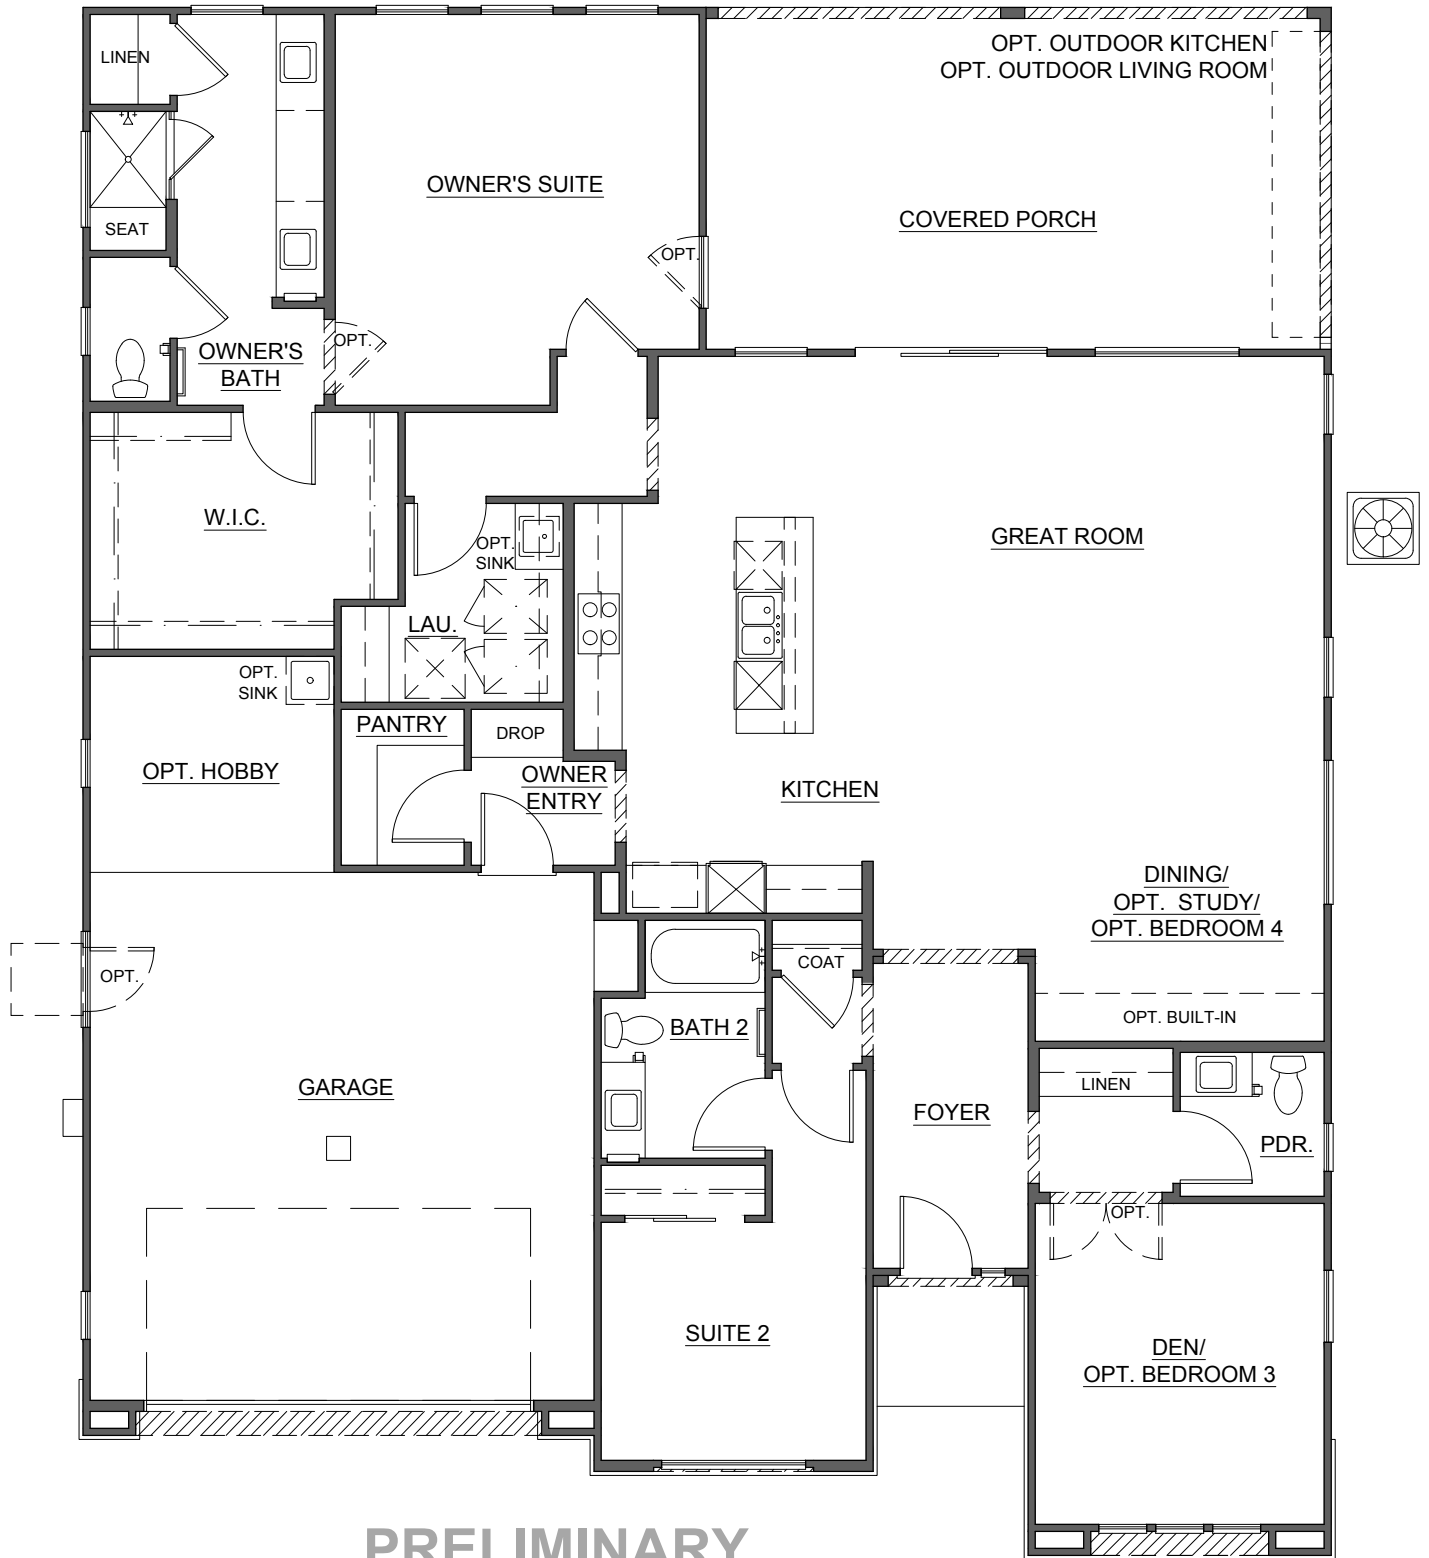 LINEN
OPT. OUTDOOR KITCHEN
OPT. OUTDOOR LIVING ROOM
OWNER'S SUITE
COVERED PORCH
SEAT
OPT.
OPT.
OWNER'S
BATH
W.I.C.
OPT.
SINK
GREAT ROOM
LAU.
OPT.
SINK
PANTRY
DROP
OPT. HOBBY
OWNER
ENTRY
KITCHEN
DINING/
OPT. STUDY/
OPT. BEDROOM 4
OPT.
COAT
OPT. BUILT-IN
BATH 2
GARAGE
FOYER
LINEN
PDR.
OPT.
SUITE 2
DEN/
OPT. BEDROOM 3
PRELIMINARY